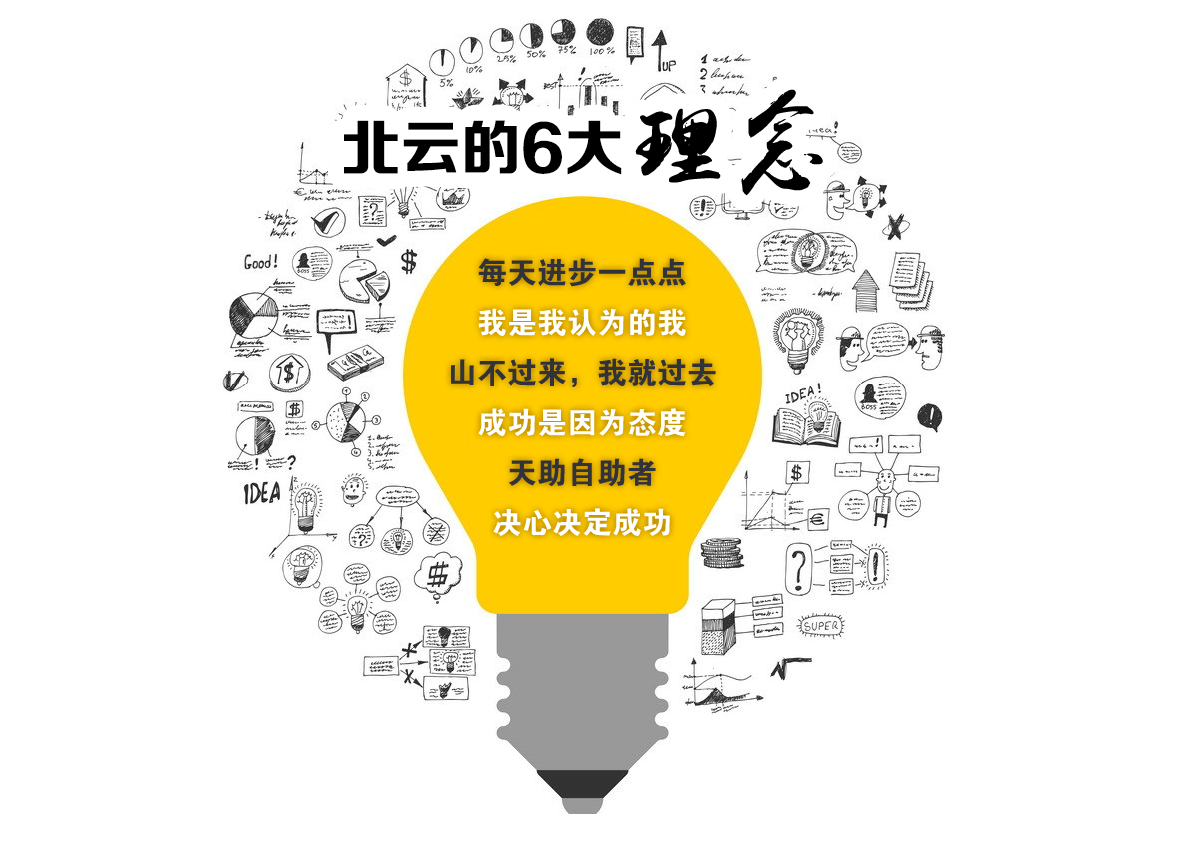 5%
10%
25%
50%
75%
100%
UP
1
2
3
北云的6大理念
idea!
Good!
BOSS
每天进步一点点
我是我认为的我
山不过来，我就过去
成功是因为态度
天助自助者
决心决定成功
IDEA!
BOSS
IDEA
SUPER